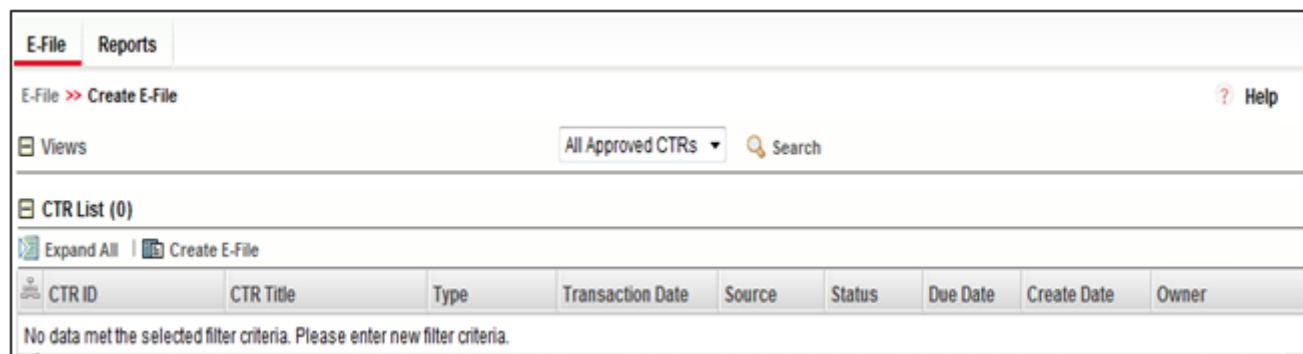 E-File Reports
E-File >> Create E-File ? Help
Views All Approved CTRs Search
CTR List (0)
Expand All | Create E-File
CTR ID CTR Title Type Transaction Date Source Status Due Date Create Date Owner
No data met the selected filter criteria. Please enter new filter criteria.